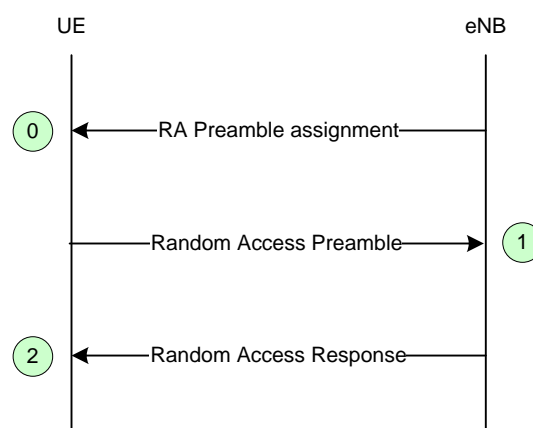 UE
eNB
0
RA Preamble assignment
Random Access Preamble
1
2
Random Access Response